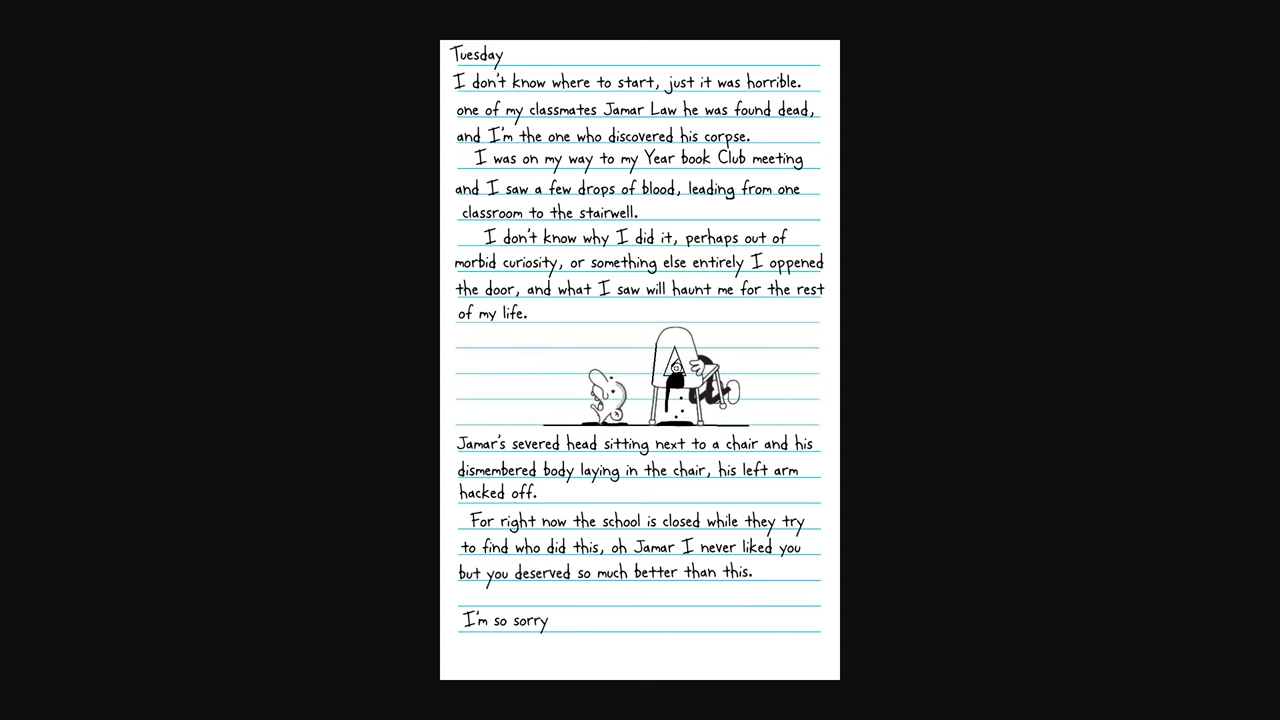 Tuesday
I don't know where to start, just it was horrible.
one of my classmates Jamar Law he was found dead,
and I'm the one who discovered his corpse.
I was on my way to my Year book Club meeting
and I saw a few drops of blood, leading from one
classroom to the stairwell.
I don't know why I did it, perhaps out of
morbid curiosity, or something else entirely I oppened
the door, and what I saw will haunt me for the rest
of my life.
Jamar's severed head sitting next to a chair and his
dismembered body laying in the chair, his left arm
hacked off.
For right now the school is closed while they try
to find who did this, oh Jamar I never liked you
but you deserved so much better than this.
I'm so sorry